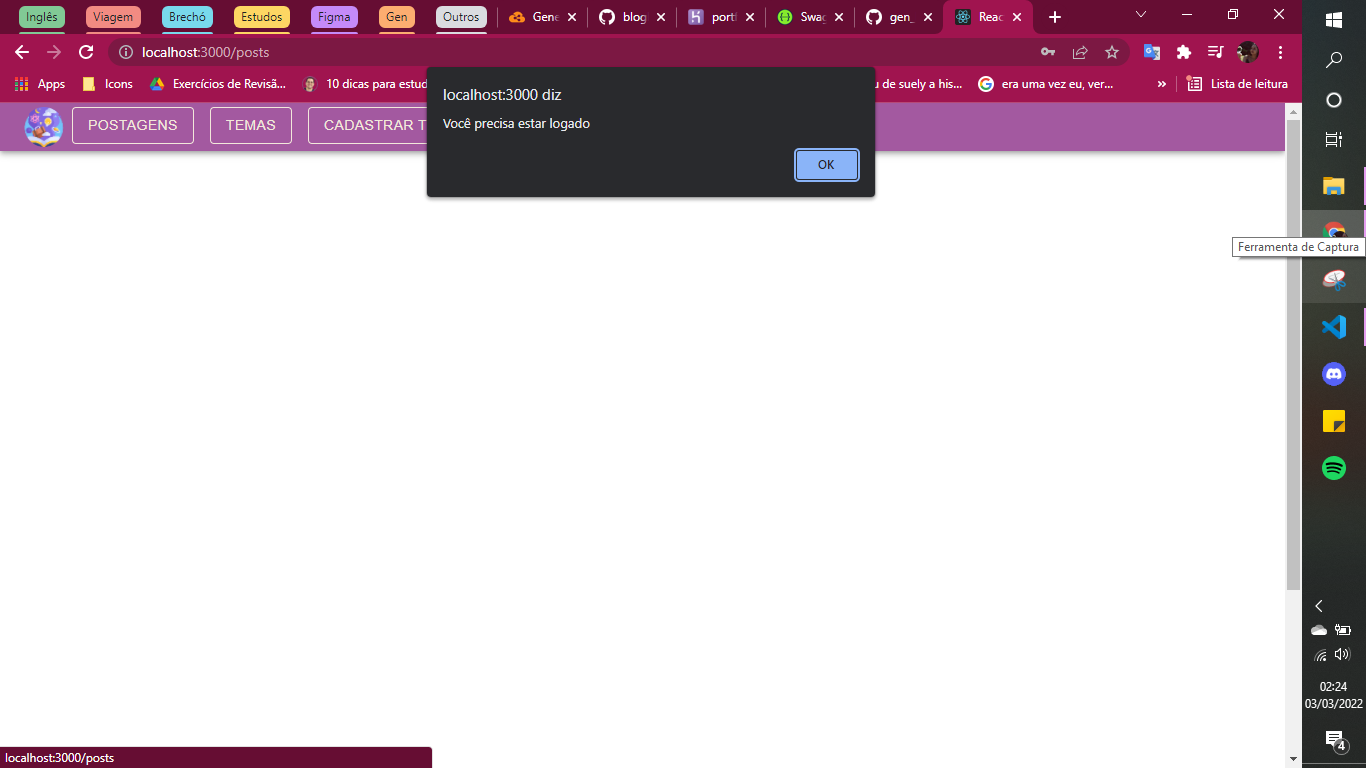 Inglês Viagem Brechó Estudos Figma Gen Outros Gene blog portf Swag gen_ Reac
localhost:3000/posts
Apps Icons Exercícios de Revisã... 10 dicas para estud u de suely a his... era uma vez eu, ver... » Lista de leitura
localhost:3000 diz
Você precisa estar logado
OK
POSTAGENS TEMAS CADASTRAR T
Ferramenta de Captura
02:24
03/03/2022
4
localhost:3000/posts